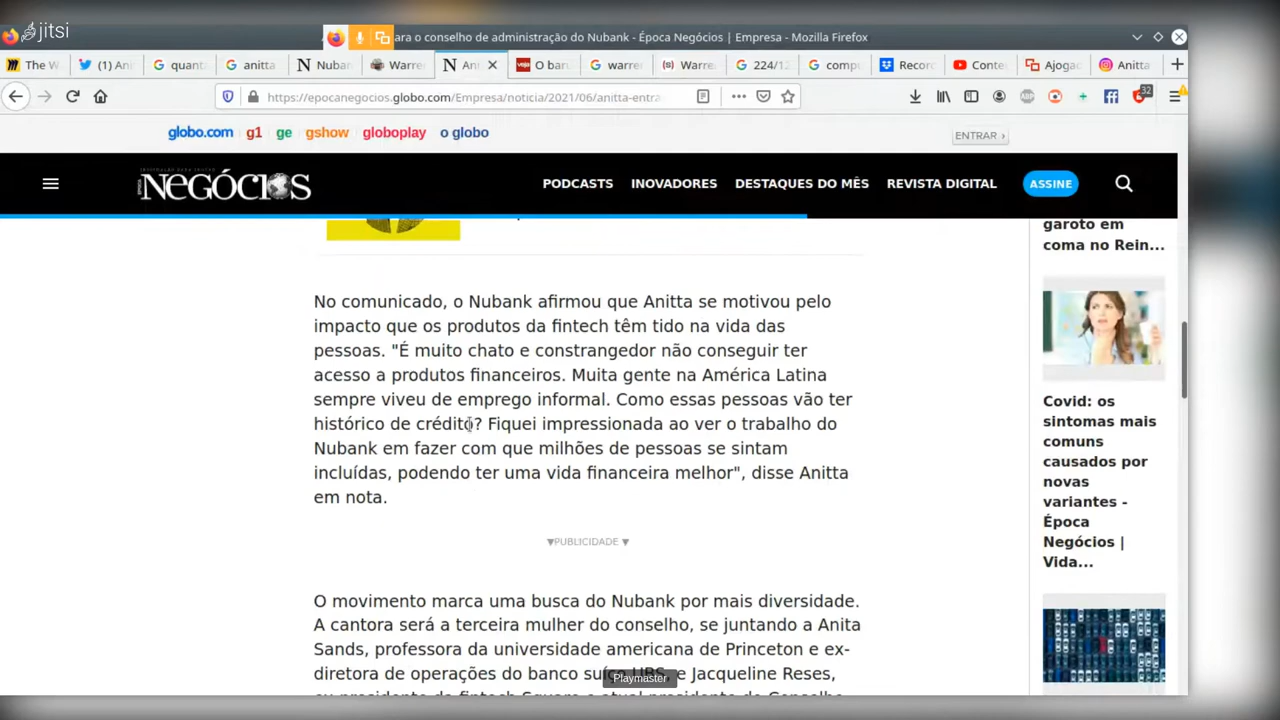 jitsi
ara o conselho de administração do Nubank - Época Negócios | Empresa - Mozilla Firefox
The W
(1) An
quant
anitta
Nubar
Warre
An
O ban
warre
(Warre
224/1
comp
Recor
Conte
Ajogad
Anitta
https://epocanegocios.globo.com/Empresa/noticia/2021/06/anitta-entra
32
globo.com g1 ge gshow globoplay o globo
ENTRAR ›
NEGÓCIOS
PODCASTS INOVADORES DESTAQUES DO MÊS REVISTA DIGITAL ASSINE
garoto em
coma no Rein...
No comunicado, o Nubank afirmou que Anitta se motivou pelo
impacto que os produtos da fintech têm tido na vida das
pessoas. "É muito chato e constrangedor não conseguir ter
acesso a produtos financeiros. Muita gente na América Latina
sempre viveu de emprego informal. Como essas pessoas vão ter
histórico de crédito? Fiquei impressionada ao ver o trabalho do
Nubank em fazer com que milhões de pessoas se sintam
incluídas, podendo ter uma vida financeira melhor", disse Anitta
em nota.
Covid: os
sintomas mais
comuns
causados por
novas
variantes -
Época
Negócios |
Vida...
▼PUBLICIDADE ▼
O movimento marca uma busca do Nubank por mais diversidade.
A cantora será a terceira mulher do conselho, se juntando a Anita
Sands, professora da universidade americana de Princeton e ex-
diretora de operações do banco suíço UBS, e Jacqueline Reses,
Playmaster